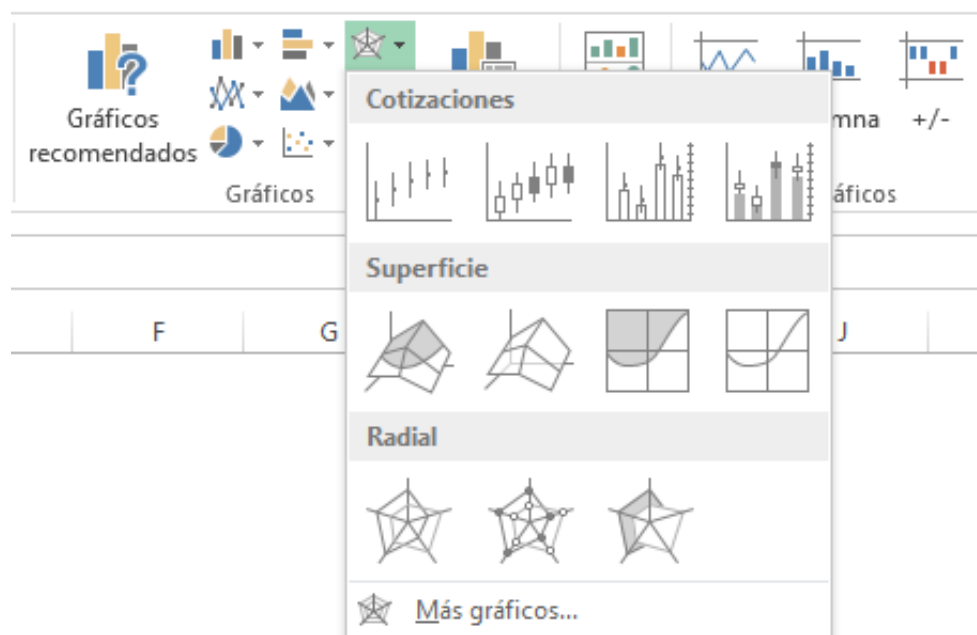 Gráficos
recomendados
Gráficos
Cotizaciones
Superficie
Radial
Más gráficos...
mna
+/-
áficos
F
G
J